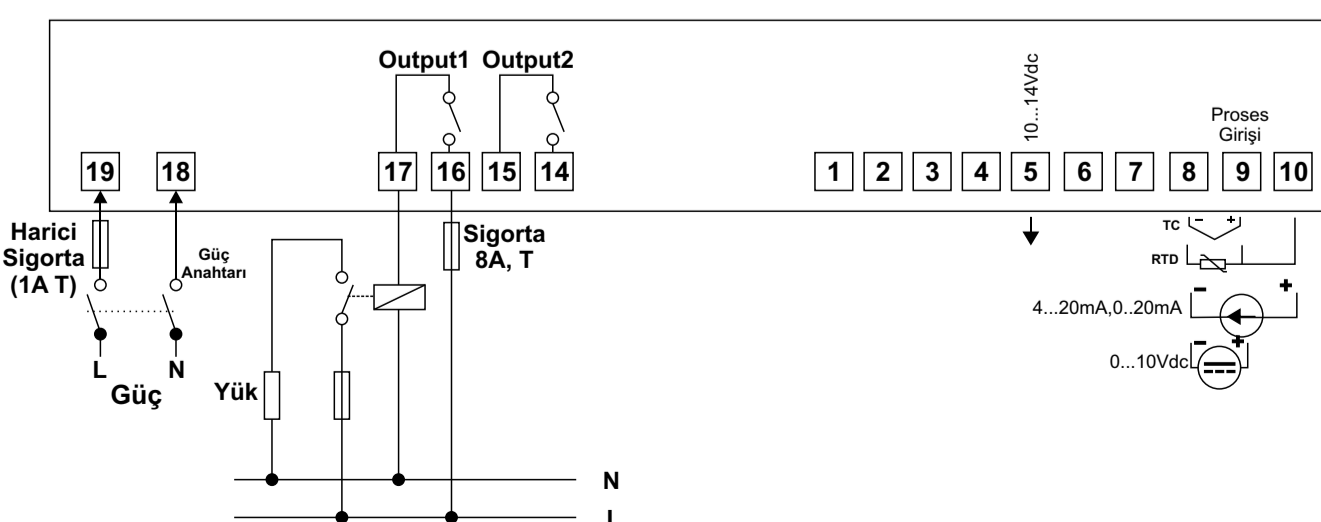 Output1 Output2
10...14Vdc
Proses
Girişi
19 18 17 16 15 14 1 2 3 4 5 6 7 8 9 10
Harici
Sigorta
(1A T)
Güç
Anahtarı
Sigorta
8A, T
TC - +
RTD
4...20mA,0..20mA - +
0...10Vdc - +
L N
Güç
Yük
N
L